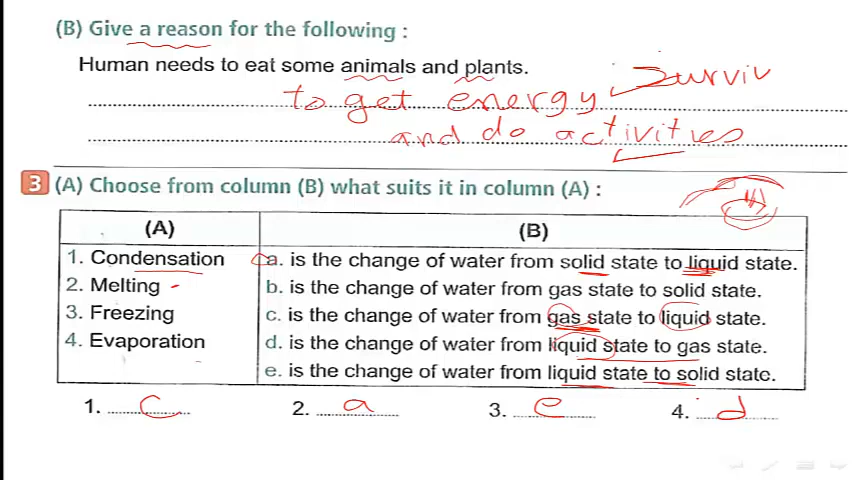 (B) Give a reason for the following :
Human needs to eat some animals and plants.
surviv
to get energy
and do activities
3 (A) Choose from column (B) what suits it in column (A) :
(A) (B)
1. Condensation a. is the change of water from solid state to liquid state.
2. Melting b. is the change of water from gas state to solid state.
3. Freezing c. is the change of water from gas state to liquid state.
4. Evaporation d. is the change of water from liquid state to gas state.
e. is the change of water from liquid state to solid state.
1. c 2. a 3. e 4. d